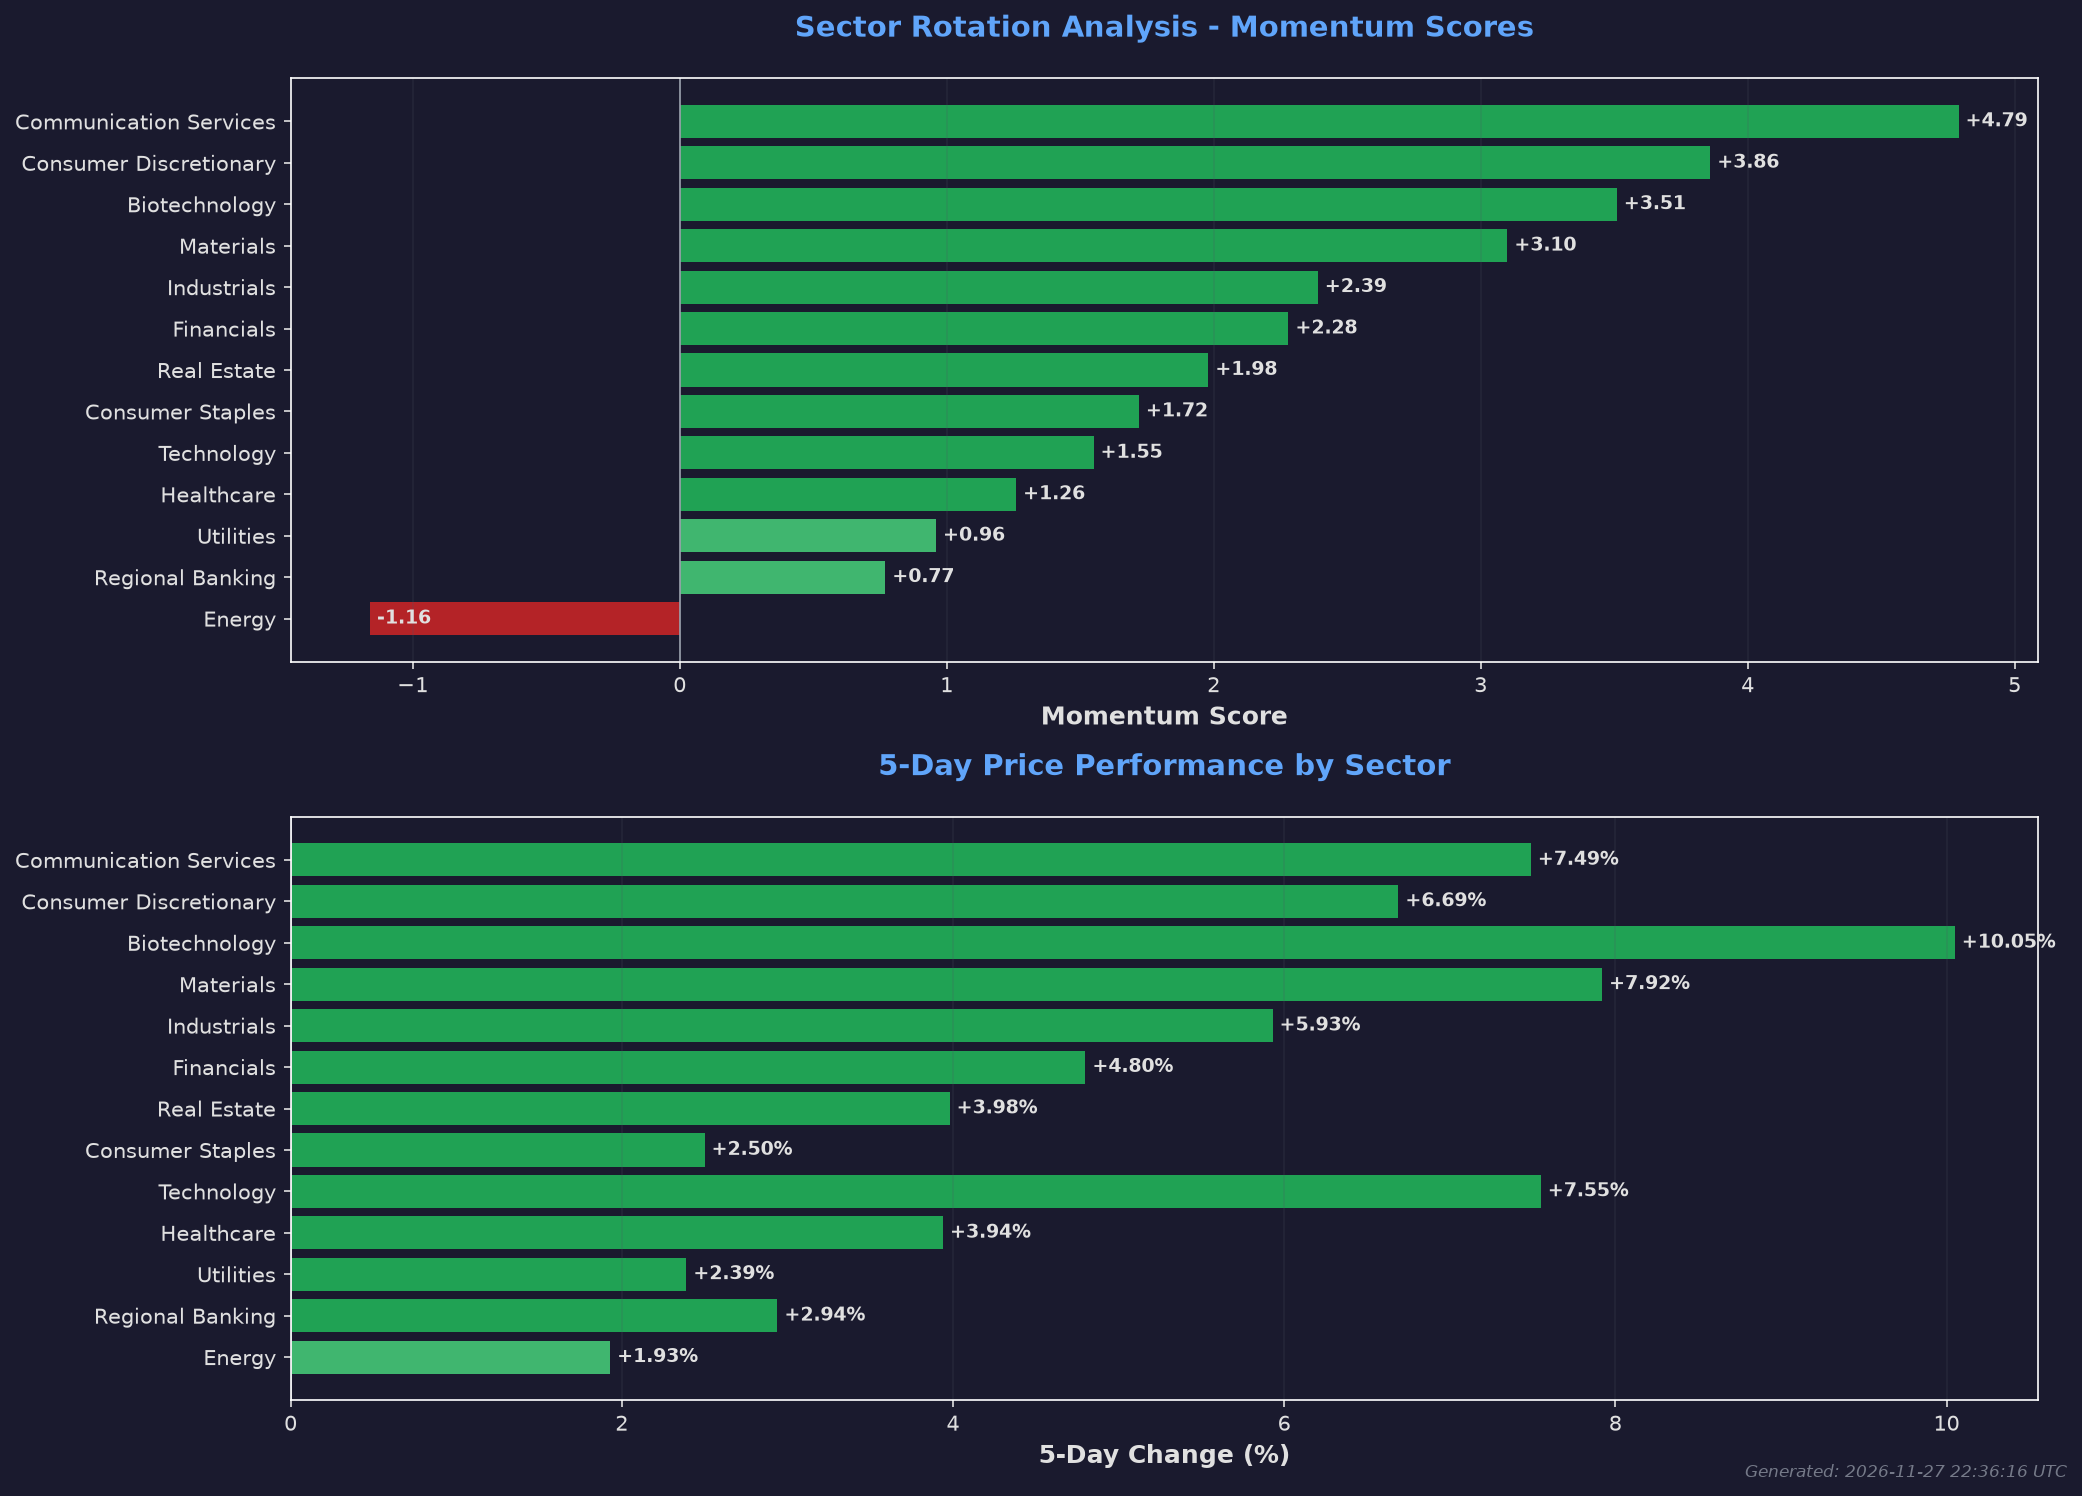 Sector Rotation Analysis - Momentum Scores
Communication Services +4.79
Consumer Discretionary +3.86
Biotechnology +3.51
Materials +3.10
Industrials +2.39
Financials +2.28
Real Estate +1.98
Consumer Staples +1.72
Technology +1.55
Healthcare +1.26
Utilities +0.96
Regional Banking +0.77
Energy -1.16
−1 0 1 2 3 4 5
Momentum Score
5-Day Price Performance by Sector
Communication Services +7.49%
Consumer Discretionary +6.69%
Biotechnology +10.05%
Materials +7.92%
Industrials +5.93%
Financials +4.80%
Real Estate +3.98%
Consumer Staples +2.50%
Technology +7.55%
Healthcare +3.94%
Utilities +2.39%
Regional Banking +2.94%
Energy +1.93%
0 2 4 6 8 10
5-Day Change (%)
Generated: 2026-11-27 22:36:16 UTC